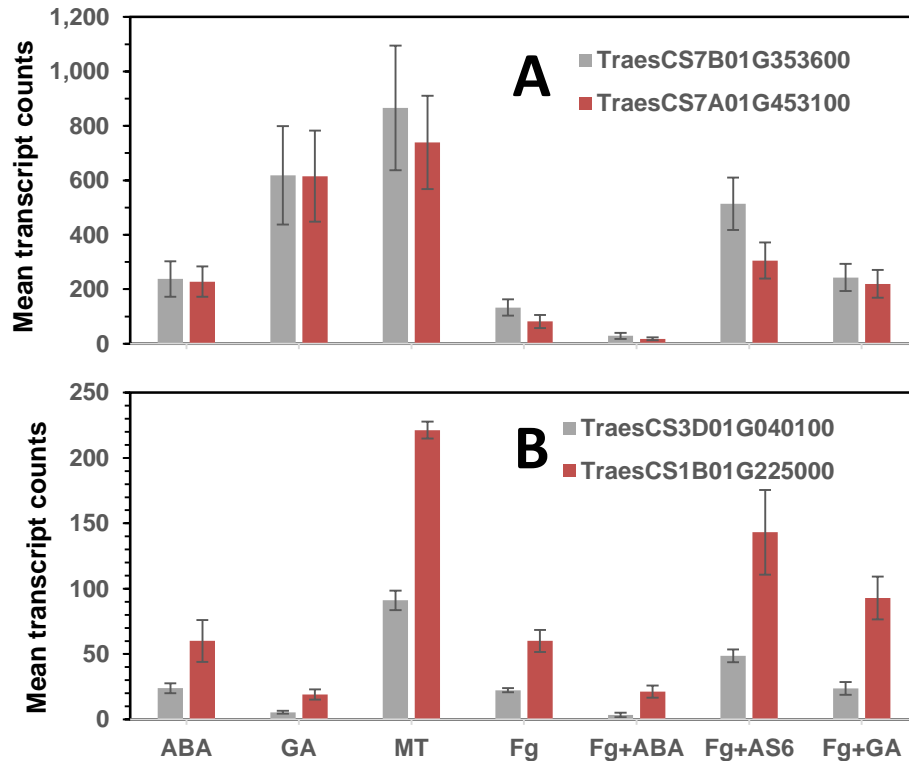 1,200
1,000
800
600
400
200
0
Mean transcript counts
A
TraesCS7B01G353600
TraesCS7A01G453100
250
200
150
100
50
0
Mean transcript counts
B
TraesCS3D01G040100
TraesCS1B01G225000
ABA GA MT Fg Fg+ABA Fg+AS6 Fg+GA